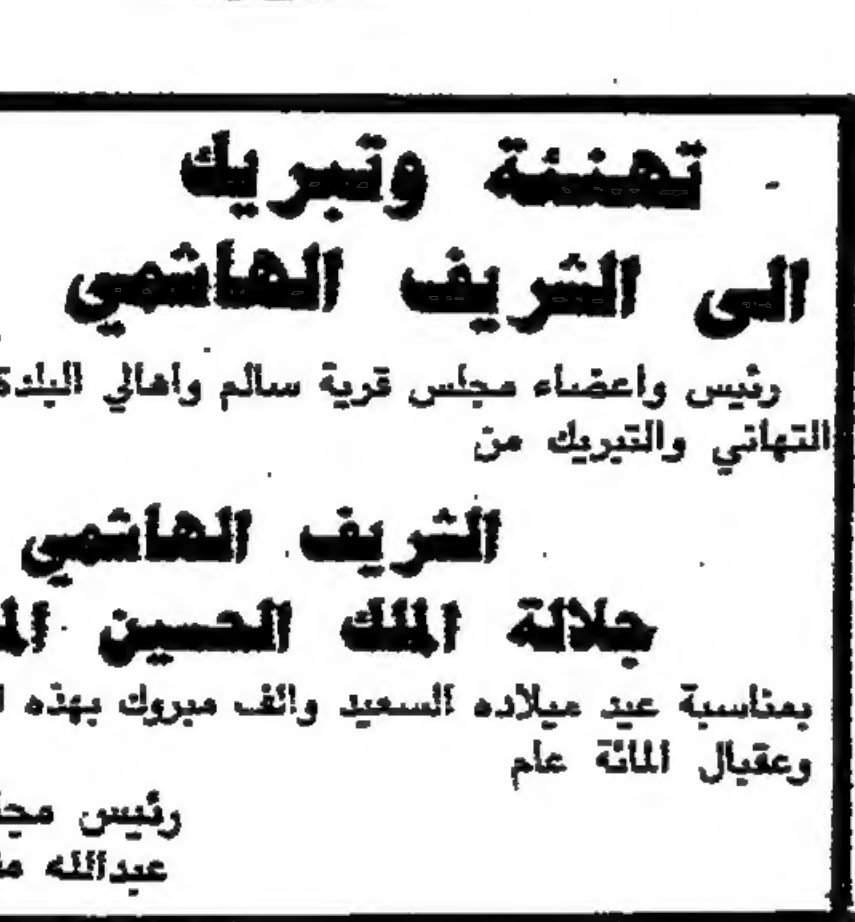 تهنئة وتبريك
الى الشريف الهاشمي
رئيس واعضاء مجلس قرية سالم واهالي البلدة
التهاني والتبريك من
الشريف الهاشمي
جلالة الملك الحسين
بمناسبة عيد ميلاده السعيد والف مبروك بهذه
وعقبال المائة عام
رئيس
عبدالله